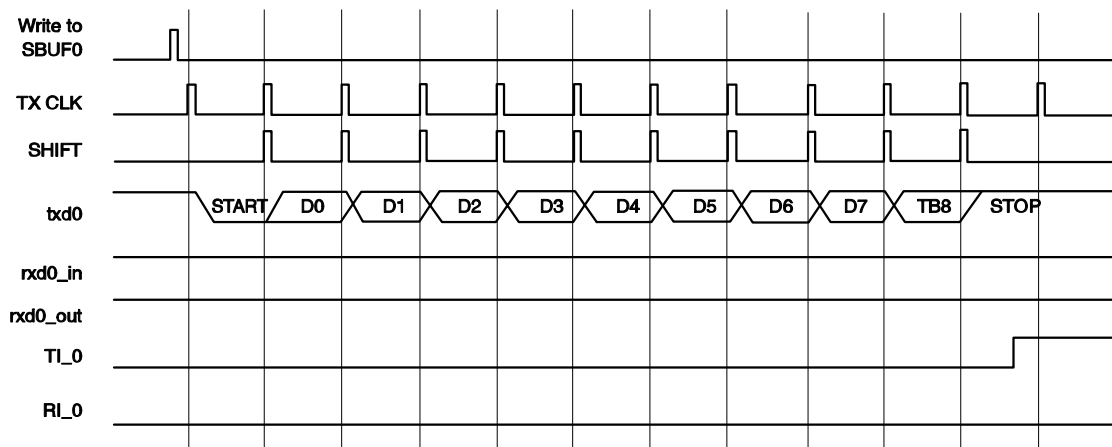 Write to
SBUF0
TX CLK
SHIFT
txd0 START D0 D1 D2 D3 D4 D5 D6 D7 TB8 STOP
rxd0_in
rxd0_out
TI_0
RI_0